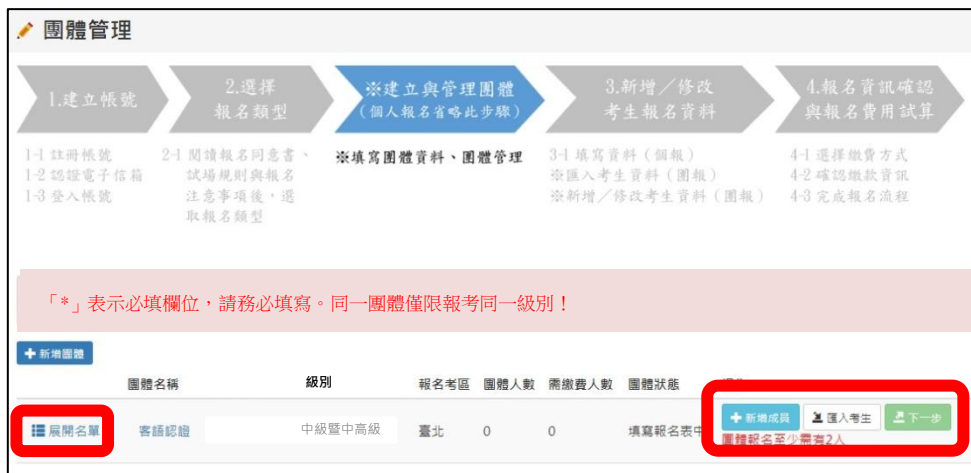 團體管理
1.建立帳號
2.選擇
報名類型
※建立與管理團體
(個人報名省略此步驟)
3.新增／修改
考生報名資料
4.報名資訊確認
與報名費用試算
1-1 註冊帳號
1-2 認證電子信箱
1-3 登入帳號
2-1 閱讀報名同意書、
試場規則與報名
注意事項後，選
取報名類型
※填寫團體資料、團體管理
3-1 填寫資料（個報）
※匯入考生資料（團報）
※新增／修改考生資料（團報）
4-1 選擇繳費方式
4-2 確認繳款資訊
4-3 完成報名流程
「*」表示必填欄位，請務必填寫。同一團體僅限報考同一級別！
新增團體
團體名稱 級別 報名考區 團體人數 需繳費人數 團體狀態
展開名單 客語認證 中級暨中高級 臺北 0 0 填寫報名表中 新增成員 匯入考生 下一步
團體報名至少需有2人